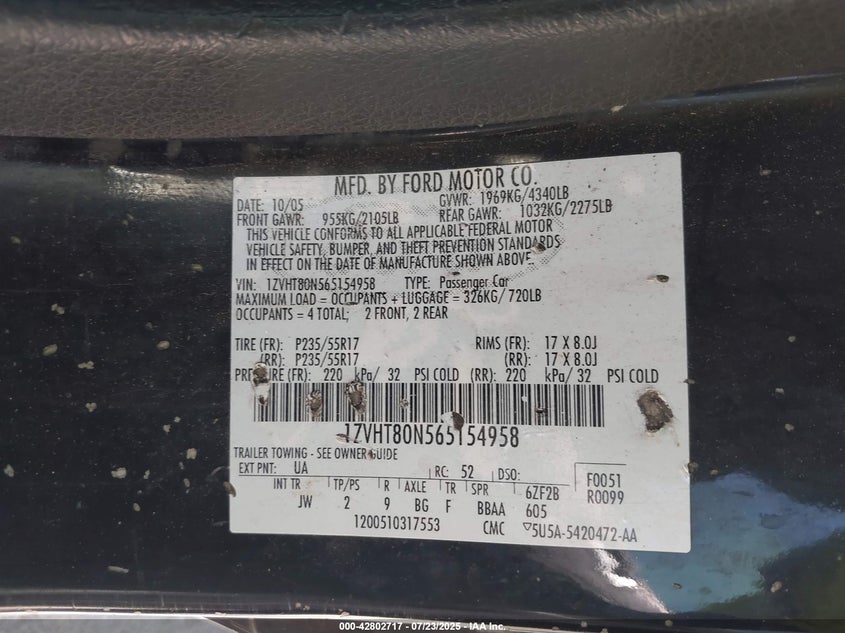 MFD. BY FORD MOTOR CO.
DATE: 10/05 GVWR: 1969KG/4340LB
FRONT GAWR: 955KG/2105LB REAR GAWR: 1032KG/2275LB
THIS VEHICLE CONFORMS TO ALL APPLICABLE FEDERAL MOTOR
VEHICLE SAFETY, BUMPER, AND THEFT PREVENTION STANDARDS
IN EFFECT ON THE DATE OF MANUFACTURE SHOWN ABOVE.
VIN: 1ZVHT80N565154958 TYPE: Passenger Car
MAXIMUM LOAD = OCCUPANTS + LUGGAGE = 326KG/ 720LB
OCCUPANTS = 4 TOTAL; 2 FRONT, 2 REAR
TIRE (FR): P235/55R17 RIMS (FR): 17 X 8.0J
(RR): P235/55R17 (RR): 17 X 8.0J
PRESSURE (FR): 220 kPa/ 32 PSI COLD (RR): 220 kPa/ 32 PSI COLD
1ZVHT80N565154958
TRAILER TOWING - SEE OWNER GUIDE
EXT PNT: UA RC: 52 DSO: F0051
INT TR TP/PS R AXLE TR SPR 6ZF2B R0099
JW 2 9 BG F BBAA 605
1200510317553 CMC ▽5U5A-5420472-AA
000-42802717 - 07/23/2025 - IAA Inc.